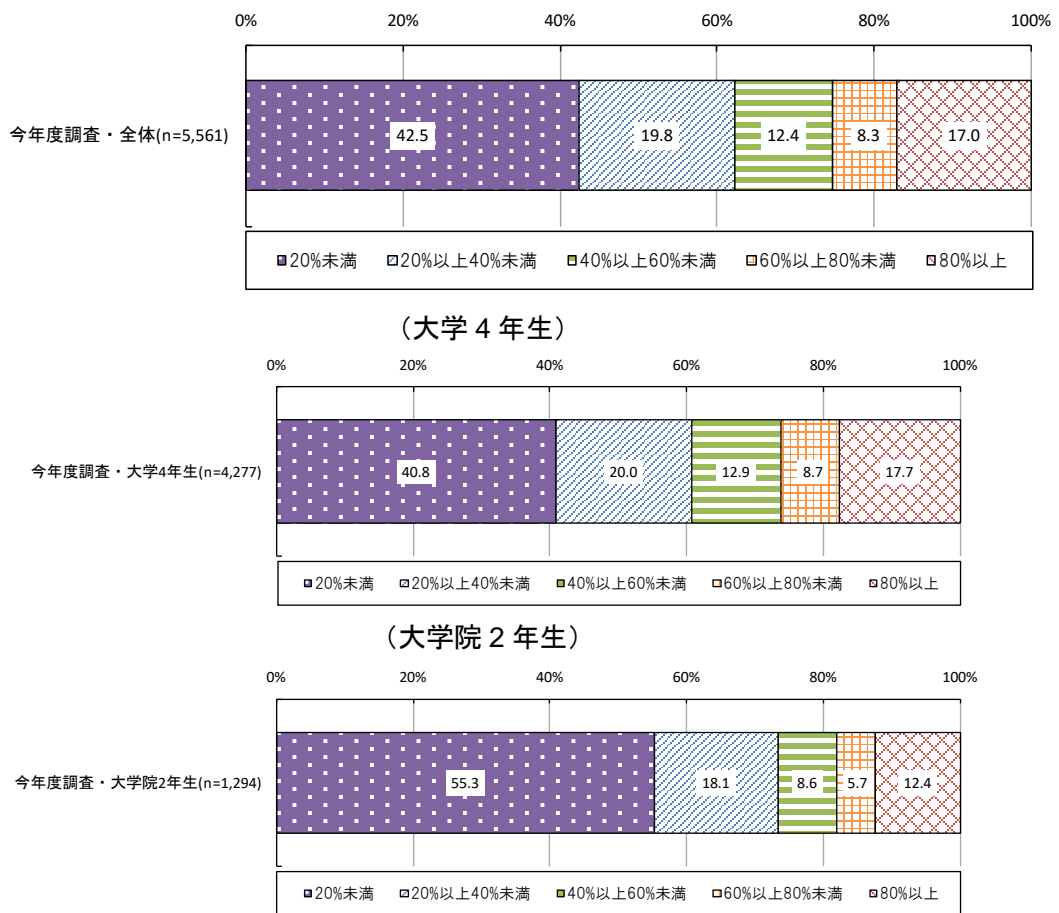 0% 20% 40% 60% 80% 100%
今年度調査・全体(n=5,561) 42.5 19.8 12.4 8.3 17.0
20%未満 20%以上40%未満 40%以上60%未満 60%以上80%未満 80%以上
（大学 4 年生）
0% 20% 40% 60% 80% 100%
今年度調査・大学4年生(n=4,277) 40.8 20.0 12.9 8.7 17.7
20%未満 20%以上40%未満 40%以上60%未満 60%以上80%未満 80%以上
（大学院 2 年生）
0% 20% 40% 60% 80% 100%
今年度調査・大学院2年生(n=1,294) 55.3 18.1 8.6 5.7 12.4
20%未満 20%以上40%未満 40%以上60%未満 60%以上80%未満 80%以上